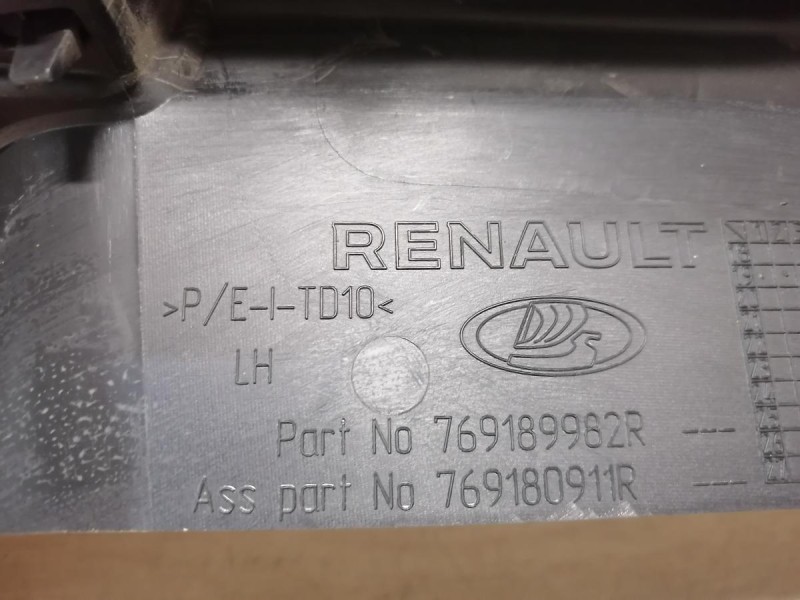 RENAULT
>P/E-I-TD10<
LH
Part No 769189982R ---
Ass part No 769180911R ---